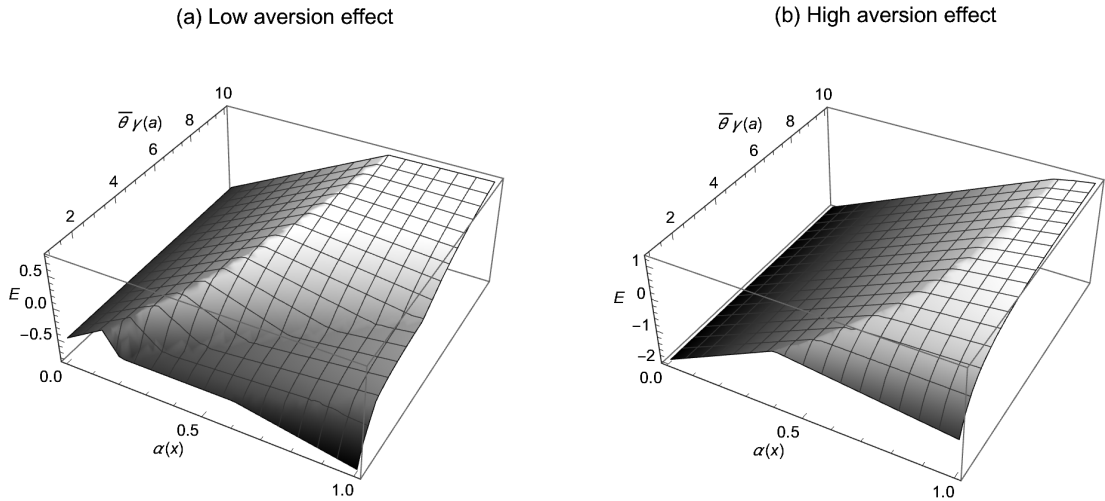 (a) Low aversion effect
10
8
6
4
2
θ̅ γ(a)
0.5
0.0
−0.5
E
0.0
0.5
1.0
α(x)
(b) High aversion effect
10
8
6
4
2
θ̅ γ(a)
1
0
−1
−2
E
0.0
0.5
1.0
α(x)